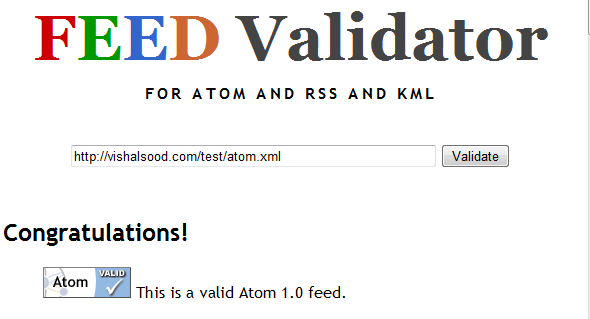 FEED Validator
FOR ATOM AND RSS AND KML
http://vishalsood.com/test/atom.xml Validate
Congratulations!
Atom VALID This is a valid Atom 1.0 feed.